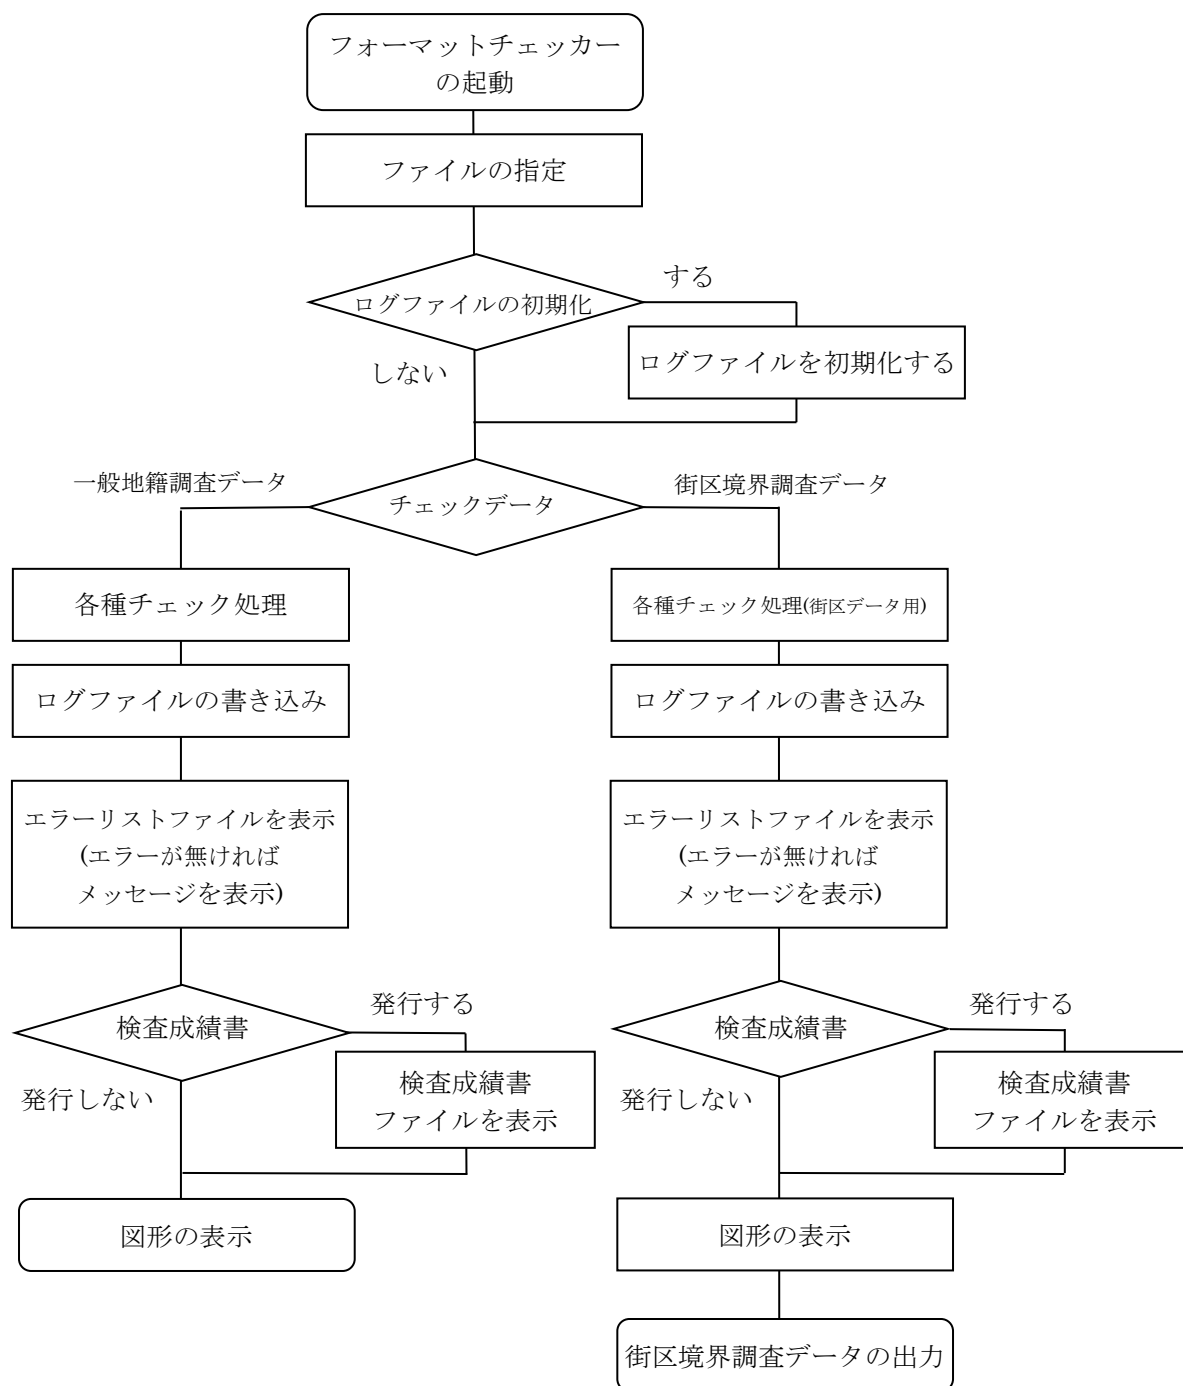 フォーマットチェッカー
の起動
ファイルの指定
ログファイルの初期化
する
ログファイルを初期化する
しない
チェックデータ
一般地籍調査データ
街区境界調査データ
各種チェック処理
ログファイルの書き込み
エラーリストファイルを表示
(エラーが無ければ
メッセージを表示)
検査成績書
発行する
検査成績書
ファイルを表示
発行しない
図形の表示
各種チェック処理(街区データ用)
ログファイルの書き込み
エラーリストファイルを表示
(エラーが無ければ
メッセージを表示)
検査成績書
発行する
検査成績書
ファイルを表示
発行しない
図形の表示
街区境界調査データの出力